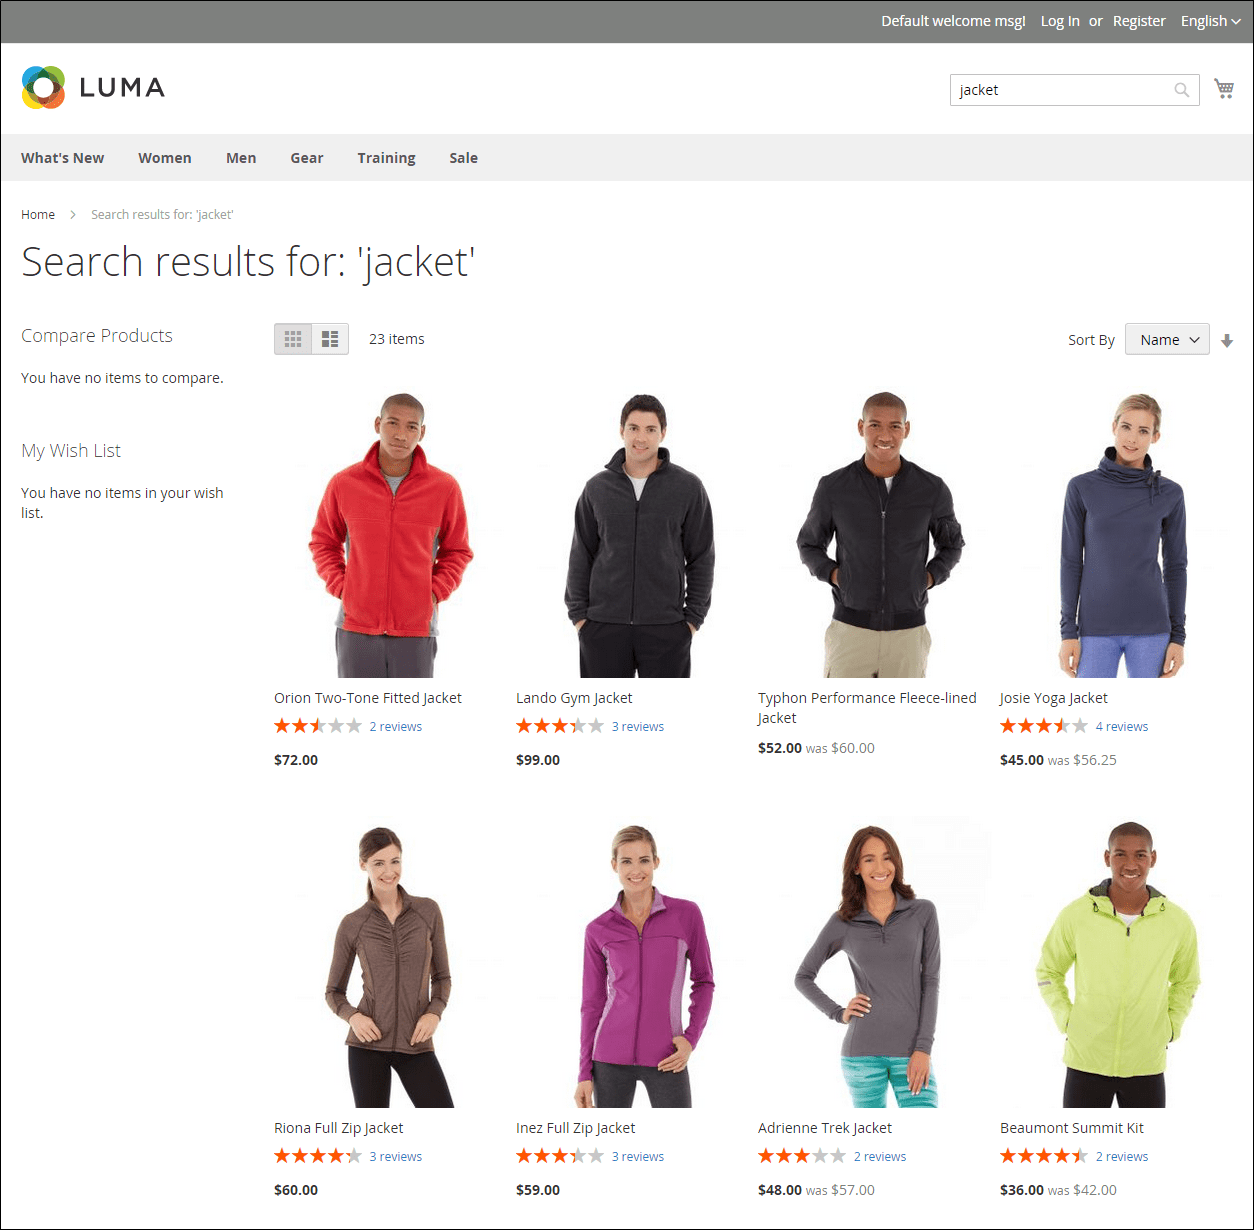 Default welcome msg! Log In or Register English
LUMA
jacket
What's New Women Men Gear Training Sale
Home Search results for: 'jacket'
Search results for: 'jacket'
Compare Products
You have no items to compare.
My Wish List
You have no items in your wish
list.
23 items
Sort By Name
Orion Two-Tone Fitted Jacket
2 reviews
$72.00
Lando Gym Jacket
3 reviews
$99.00
Typhon Performance Fleece-lined
Jacket
$52.00 was $60.00
Josie Yoga Jacket
4 reviews
$45.00 was $56.25
Riona Full Zip Jacket
3 reviews
$60.00
Inez Full Zip Jacket
3 reviews
$59.00
Adrienne Trek Jacket
2 reviews
$48.00 was $57.00
Beaumont Summit Kit
2 reviews
$36.00 was $42.00